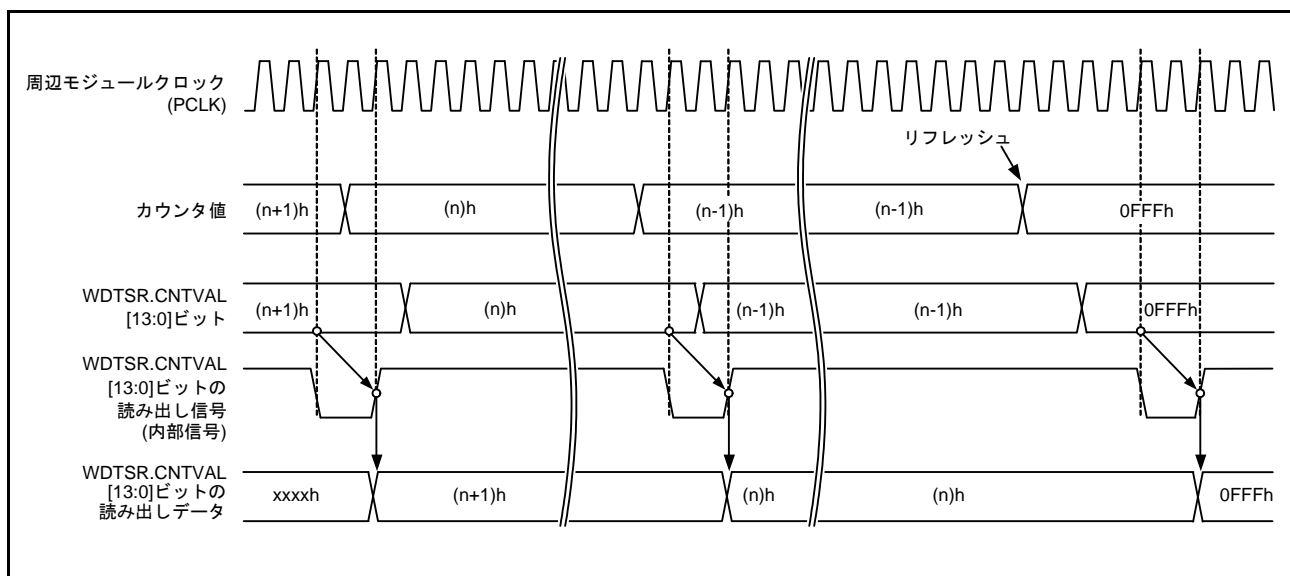 周辺モジュールクロック
(PCLK)
リフレッシュ
カウンタ値
(n+1)h
(n)h
(n-1)h
(n-1)h
0FFFh
WDTSR.CNTVAL
[13:0]ビット
(n+1)h
(n)h
(n-1)h
(n-1)h
0FFFh
WDTSR.CNTVAL
[13:0]ビットの
読み出し信号
(内部信号)
WDTSR.CNTVAL
[13:0]ビットの
読み出しデータ
xxxxh
(n+1)h
(n)h
(n)h
0FFFh